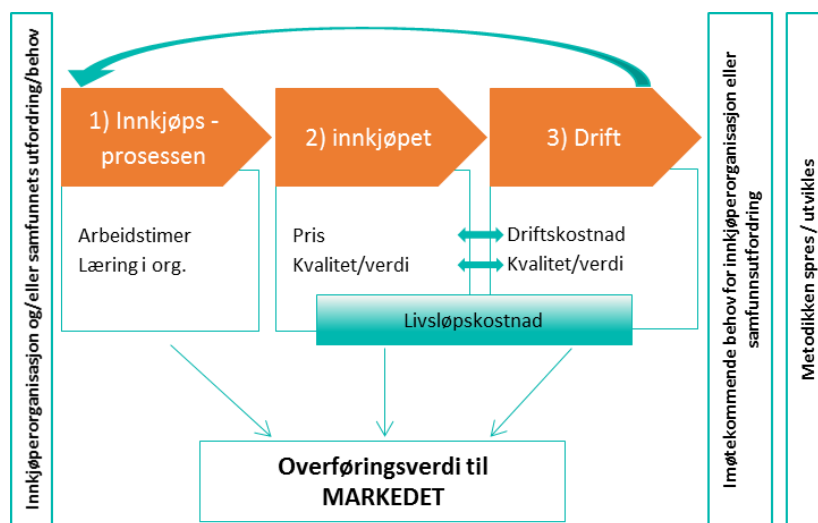 Innkjøperorganisasjon og/eller samfunnets utfordring/behov
1) Innkjøps -
prosessen
2) innkjøpet
3) Drift
Arbeidstimer
Læring i org.
Pris
Kvalitet/verdi
Driftskostnad
Kvalitet/verdi
Livsløpskostnad
Overføringsverdi til
MARKEDET
Imøtekommende behov for innkjøperorganisasjon eller
samfunnsutfordring
Metodikken spres / utvikles